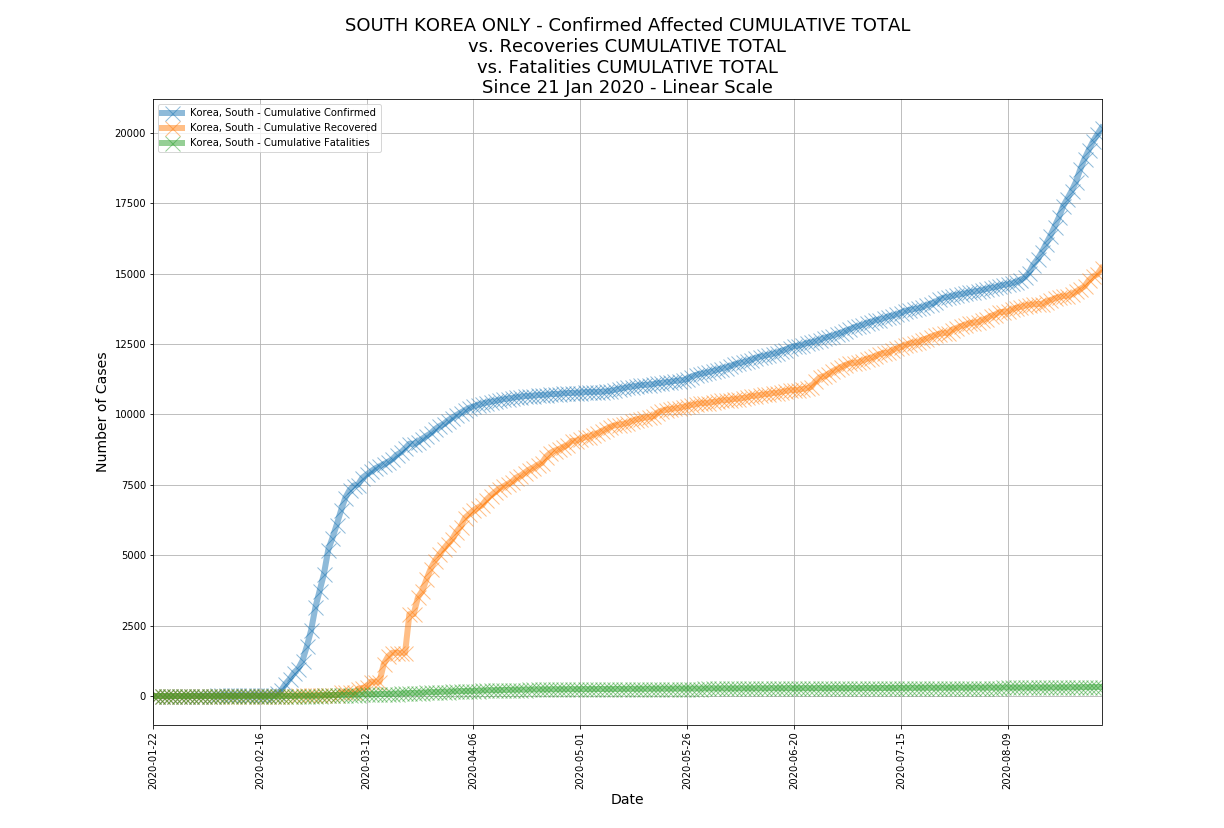 SOUTH KOREA ONLY - Confirmed Affected CUMULATIVE TOTAL
vs. Recoveries CUMULATIVE TOTAL
vs. Fatalities CUMULATIVE TOTAL
Since 21 Jan 2020 - Linear Scale
Korea, South - Cumulative Confirmed
Korea, South - Cumulative Recovered
Korea, South - Cumulative Fatalities
Number of Cases
20000
17500
15000
12500
10000
7500
5000
2500
0
2020-01-22
2020-02-16
2020-03-12
2020-04-06
2020-05-01
2020-05-26
2020-06-20
2020-07-15
2020-08-09
Date